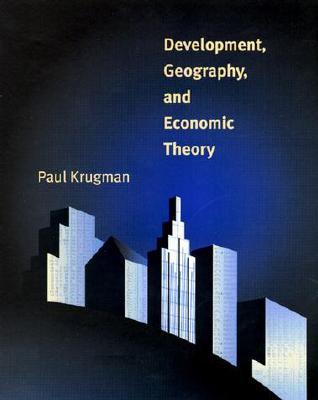 Development,
Geography,
and
Economic
Theory
Paul Krugman